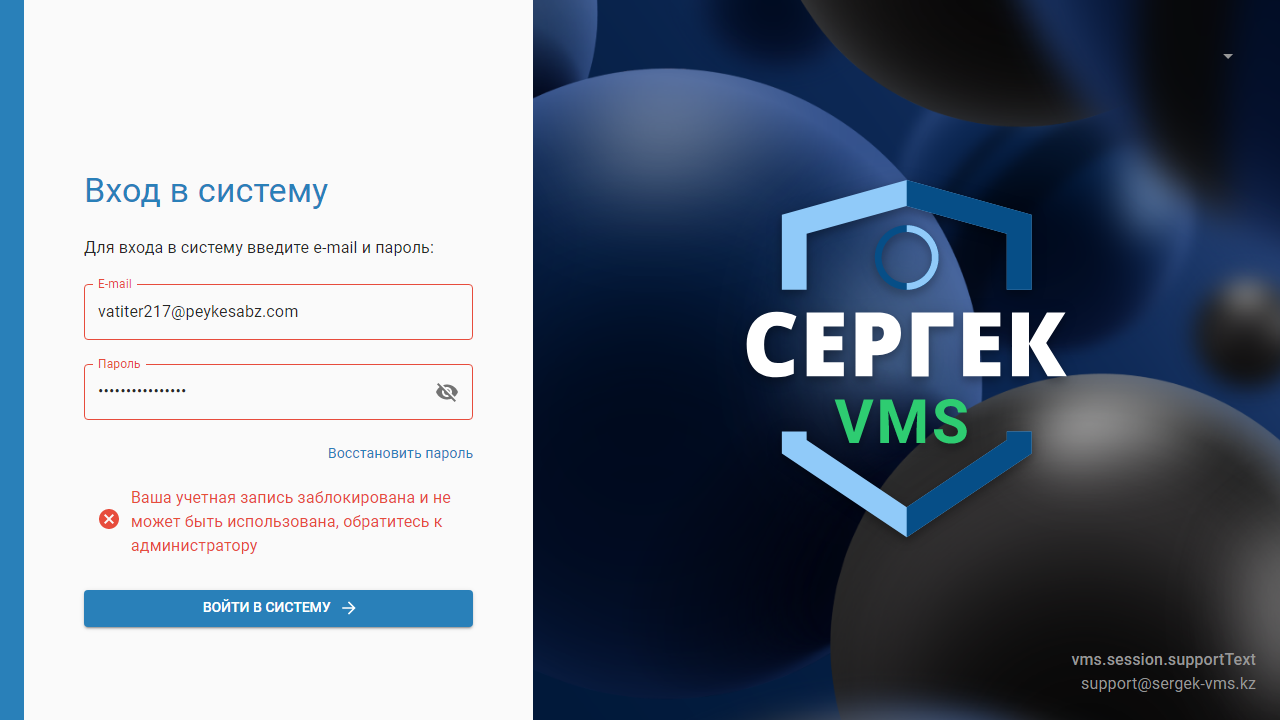 Вход в систему
Для входа в систему введите e-mail и пароль:
E-mail
vatiter217@peykesabz.com
Пароль
••••••••••••••••
Восстановить пароль
Ваша учетная запись заблокирована и не
может быть использована, обратитесь к
администратору
ВОЙТИ В СИСТЕМУ
СЕРГЕК
VMS
vms.session.supportText
support@sergek-vms.kz